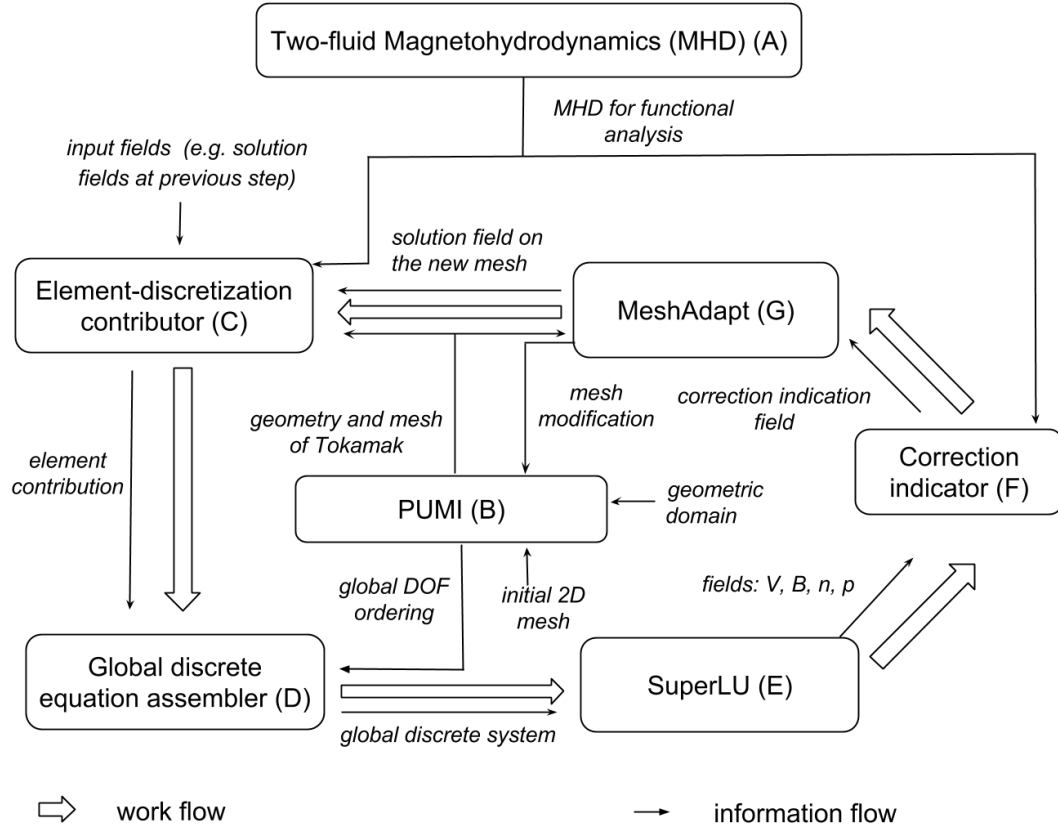 Two-fluid Magnetohydrodynamics (MHD) (A)
MHD for functional
analysis
input fields  (e.g. solution
fields at previous step)
solution field on
the new mesh
Element-discretization
contributor (C)
MeshAdapt (G)
geometry and mesh
of Tokamak
mesh
modification
correction indication
field
element
contribution
Correction
indicator (F)
PUMI (B)
geometric
domain
global DOF
ordering
initial 2D
mesh
fields: V, B, n, p
Global discrete
equation assembler (D)
SuperLU (E)
global discrete system
work flow
information flow